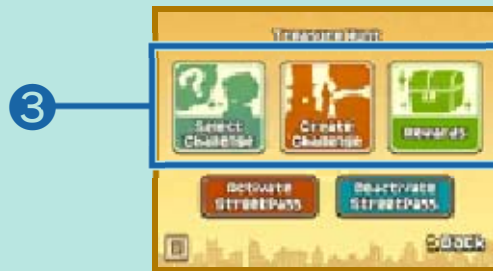 Treasure Hunt
3
Select Challenge
Create Challenge
Rewards
Activate StreetPass
Deactivate StreetPass
Back